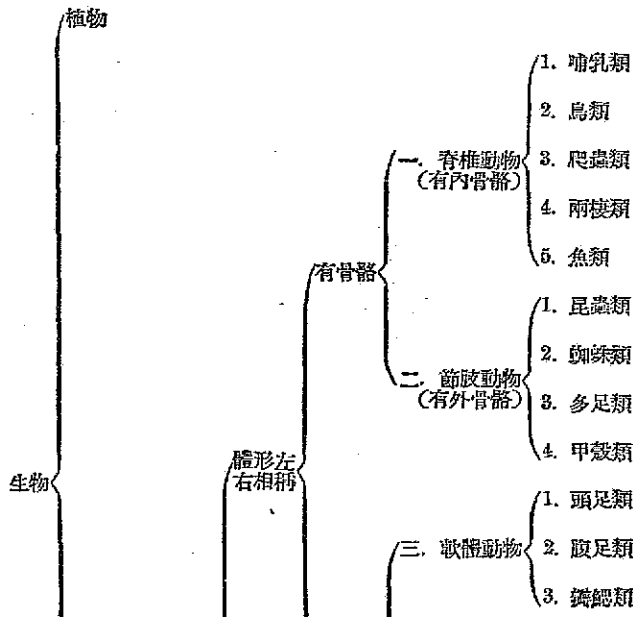 植物
1. 哺乳類
2. 鳥類
一. 脊椎動物
(有內骨骼)
3. 爬蟲類
4. 兩棲類
5. 魚類
有骨骼
1. 昆蟲類
2. 蜘蛛類
二. 節肢動物
(有外骨骼)
3. 多足類
4. 甲殼類
生物
體形左
右相稱
1. 頭足類
三. 軟體動物
2. 腹足類
3. 瓣鰓類